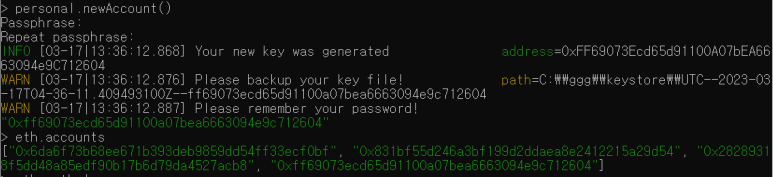 > personal.newAccount()
Passphrase:
Repeat passphrase:
INFO [03-17|13:36:12.868] Your new key was generated address=0xFF69073Ecd65d91100A07bEA66
63094e9C712604
WARN [03-17|13:36:12.876] Please backup your key file! path=C:₩₩ggg₩₩keystore₩₩UTC--2023-03
-17T04-36-11.409493100Z--ff69073ecd65d91100a07bea6663094e9c712604
WARN [03-17|13:36:12.887] Please remember your password!
"0xff69073ecd65d91100a07bea6663094e9c712604"
> eth.accounts
["0x6da6f73b68ee671b393deb9859dd54ff33ecf0bf", "0x831bf55d246a3bf199d2ddaea8e2412215a29d54", "0x2828931
8f5dd48a85edf90b17b6d79da4527acb8", "0xff69073ecd65d91100a07bea6663094e9c712604"]